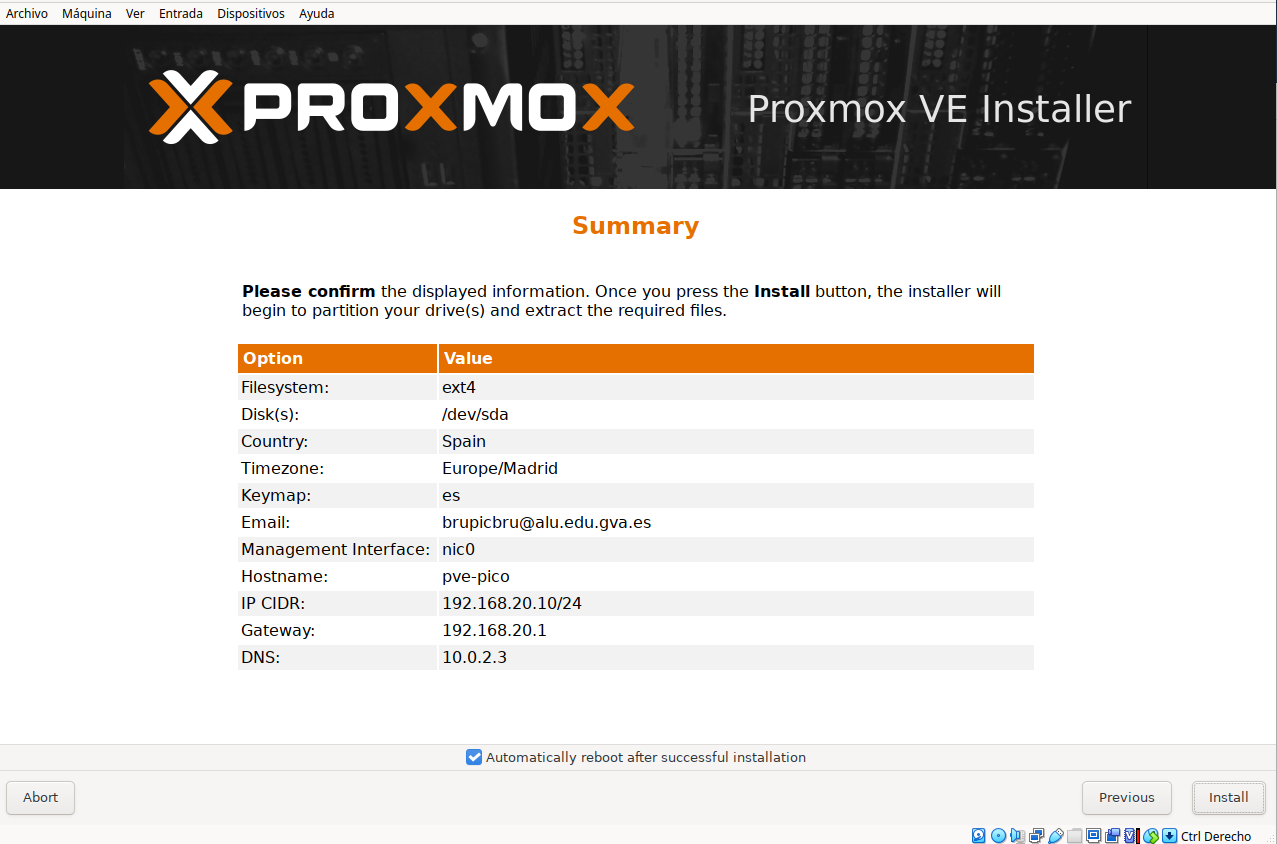 Archivo Máquina Ver Entrada Dispositivos Ayuda
PROXMOX
Proxmox VE Installer
Summary
Please confirm the displayed information. Once you press the Install button, the installer will
begin to partition your drive(s) and extract the required files.
Option Value
Filesystem: ext4
Disk(s): /dev/sda
Country: Spain
Timezone: Europe/Madrid
Keymap: es
Email: brupicbru@alu.edu.gva.es
Management Interface: nic0
Hostname: pve-pico
IP CIDR: 192.168.20.10/24
Gateway: 192.168.20.1
DNS: 10.0.2.3
Automatically reboot after successful installation
Abort Previous Install
Ctrl Derecho